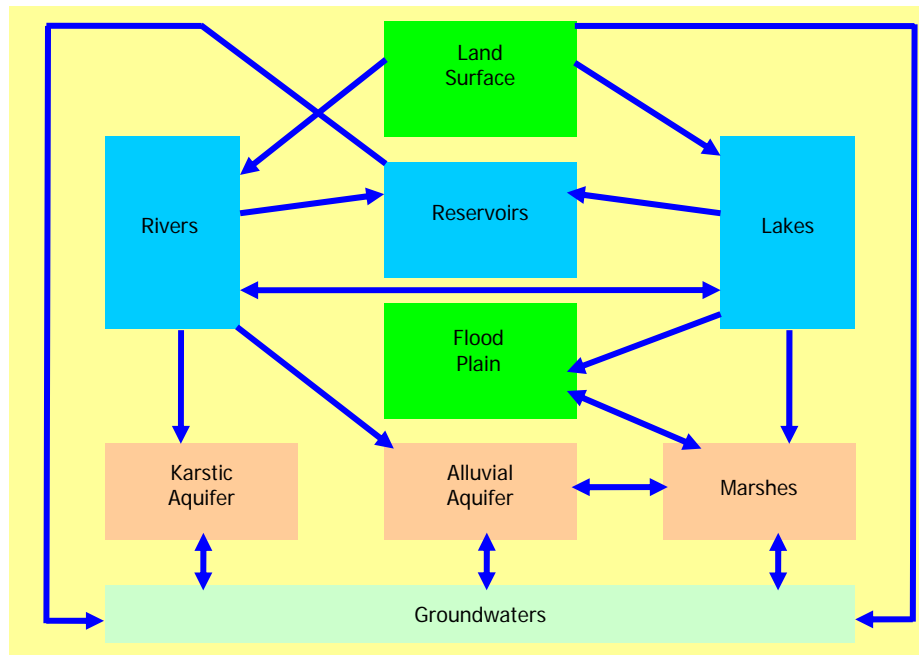 Land
Surface
Rivers
Reservoirs
Lakes
Flood
Plain
Karstic
Aquifer
Alluvial
Aquifer
Marshes
Groundwaters